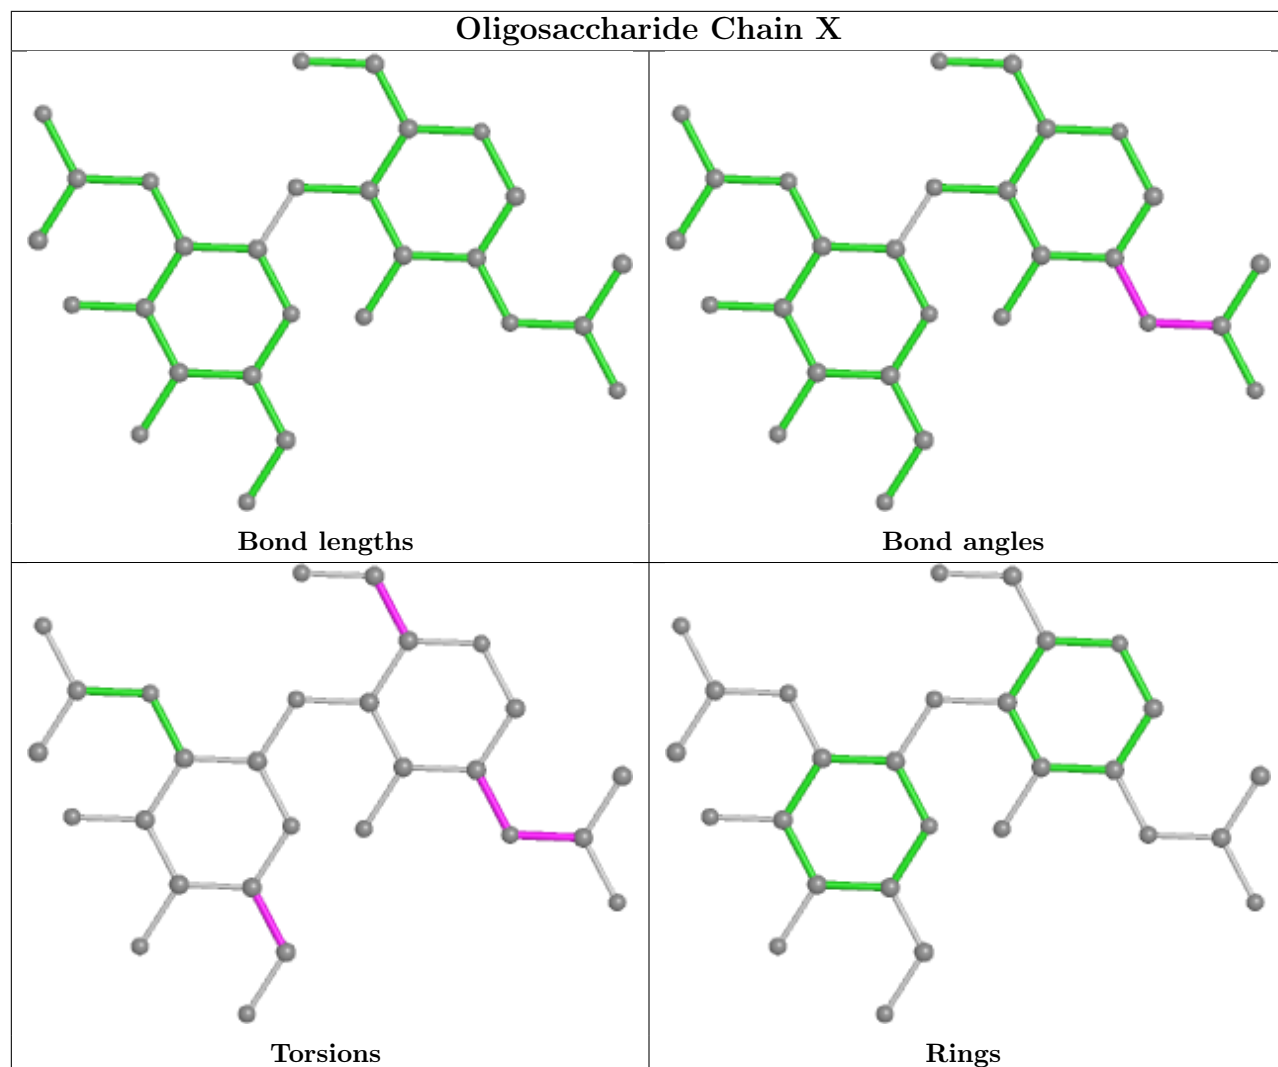 Oligosaccharide Chain X
Bond lengths
Bond angles
Torsions
Rings